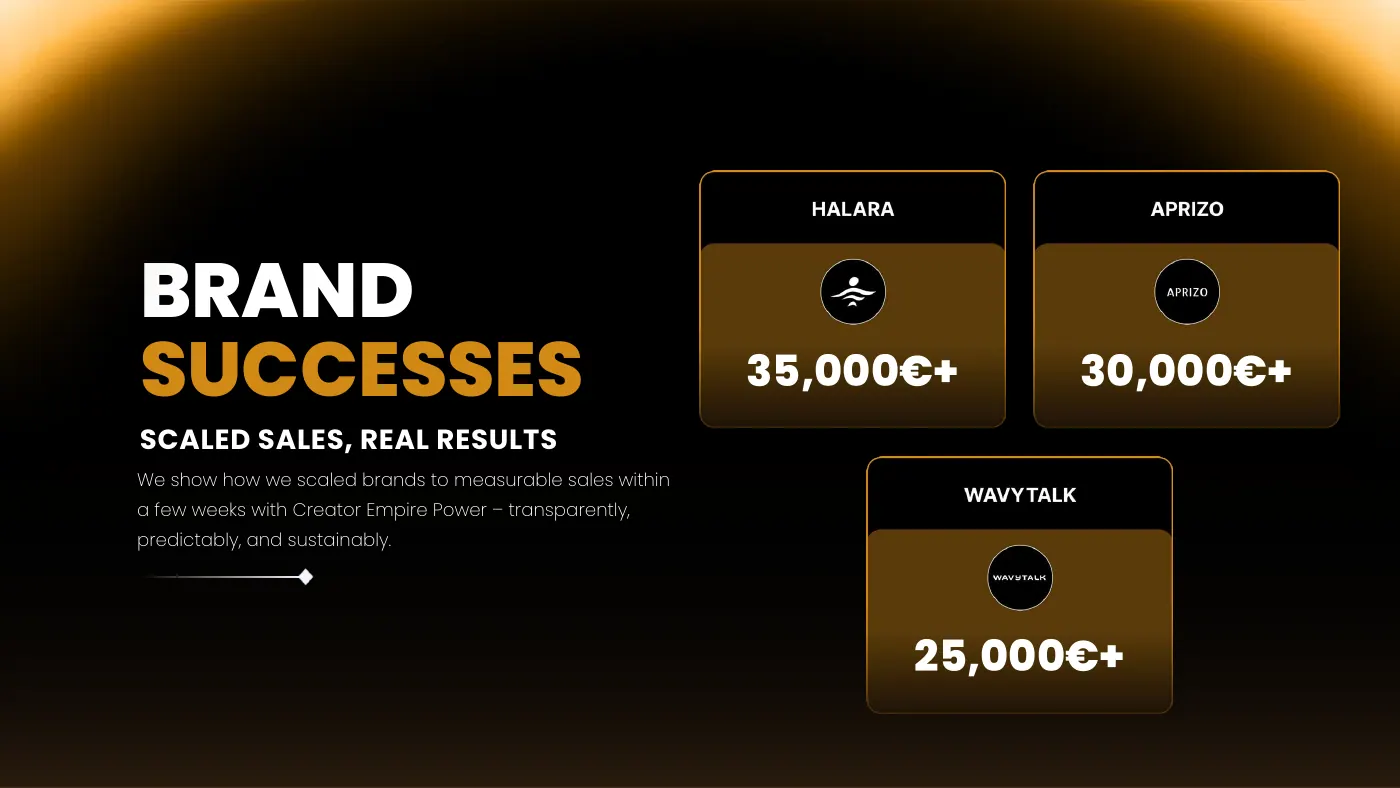 BRAND
SUCCESSES
SCALED SALES, REAL RESULTS
We show how we scaled brands to measurable sales within
a few weeks with Creator Empire Power – transparently,
predictably, and sustainably.
HALARA
35,000€+
APRIZO
APRIZO
30,000€+
WAVYTALK
WAVYTALK
25,000€+